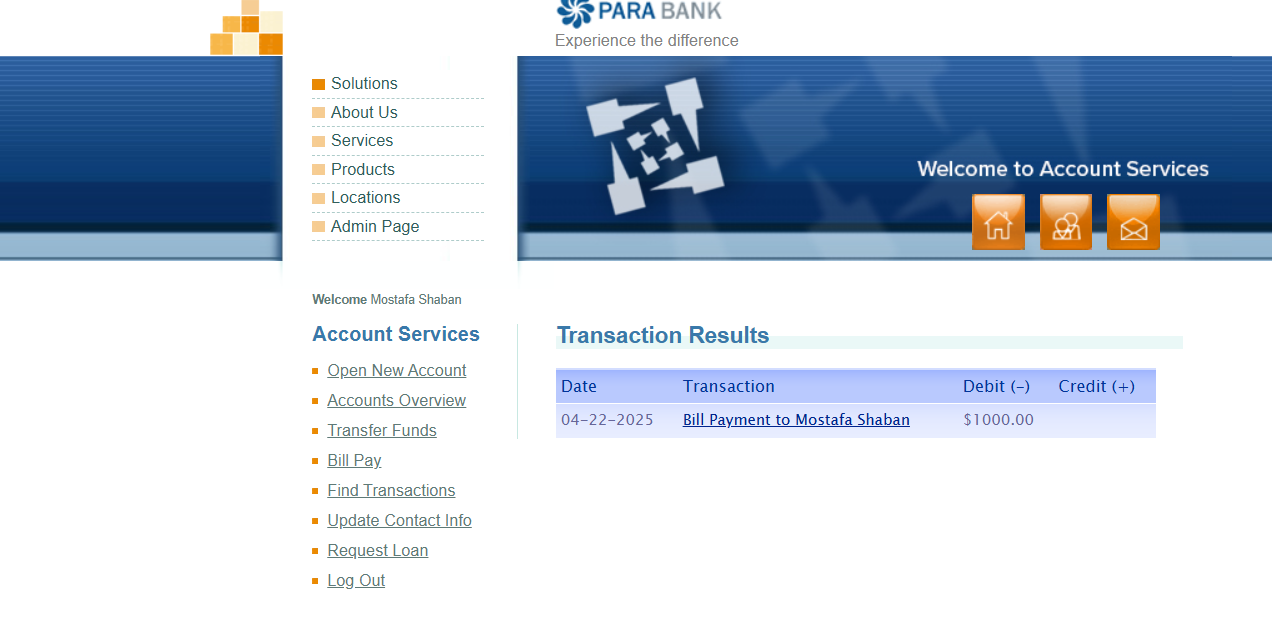 PARA BANK
Experience the difference
Solutions
About Us
Services
Products
Locations
Admin Page
Welcome to Account Services
Welcome Mostafa Shaban
Account Services
Open New Account
Accounts Overview
Transfer Funds
Bill Pay
Find Transactions
Update Contact Info
Request Loan
Log Out
Transaction Results
Date Transaction Debit (-) Credit (+)
04-22-2025 Bill Payment to Mostafa Shaban $1000.00